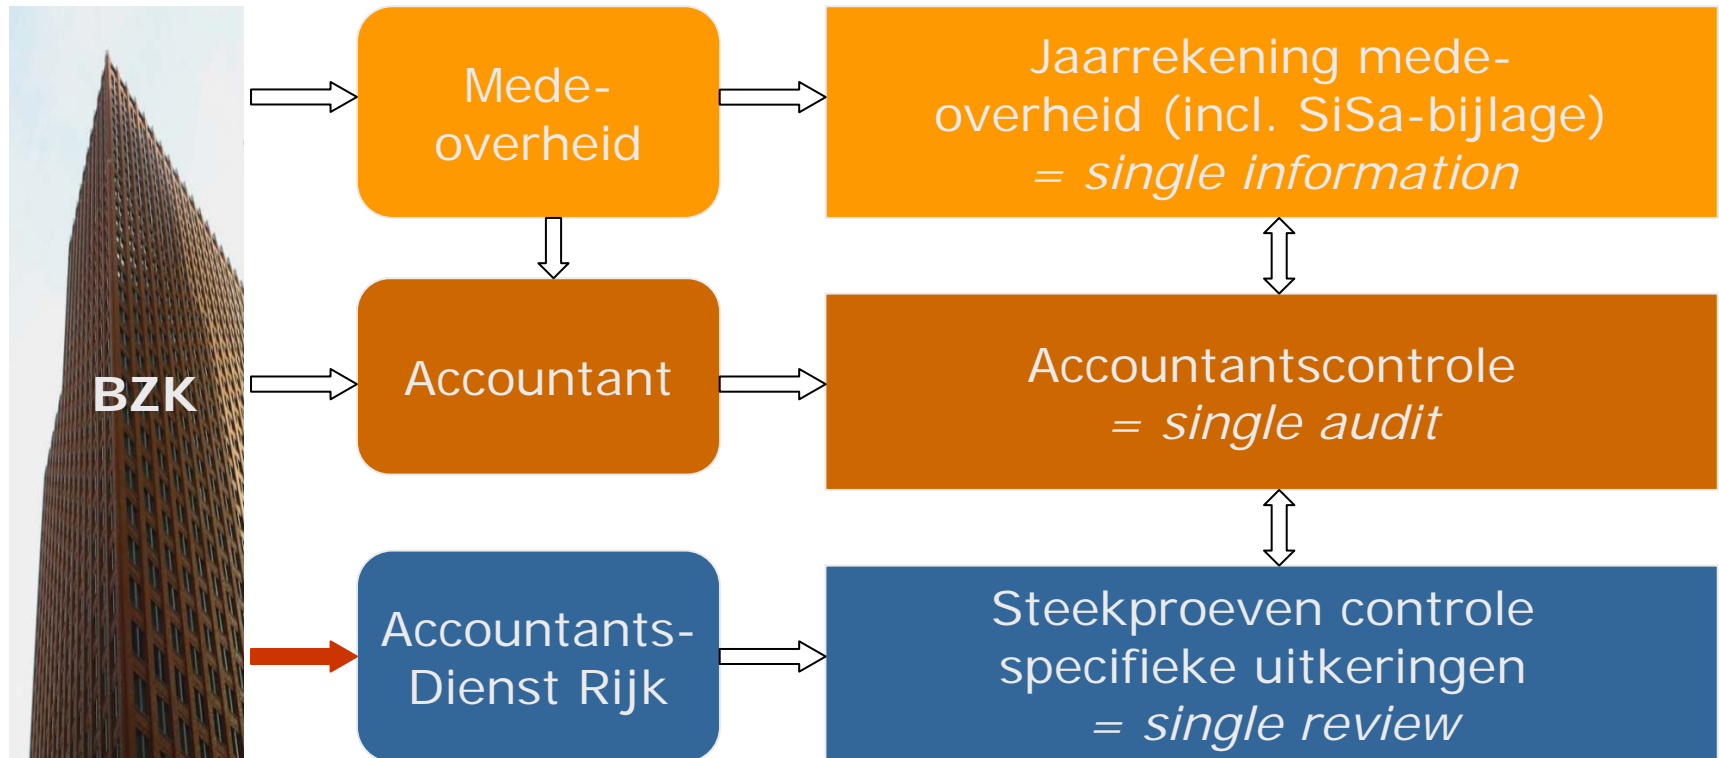 BZK
Mede-
overheid
Jaarrekening mede-
overheid (incl. SiSa-bijlage)
= single information
Accountant
Accountantscontrole
= single audit
Accountants-
Dienst Rijk
Steekproeven controle
specifieke uitkeringen
= single review